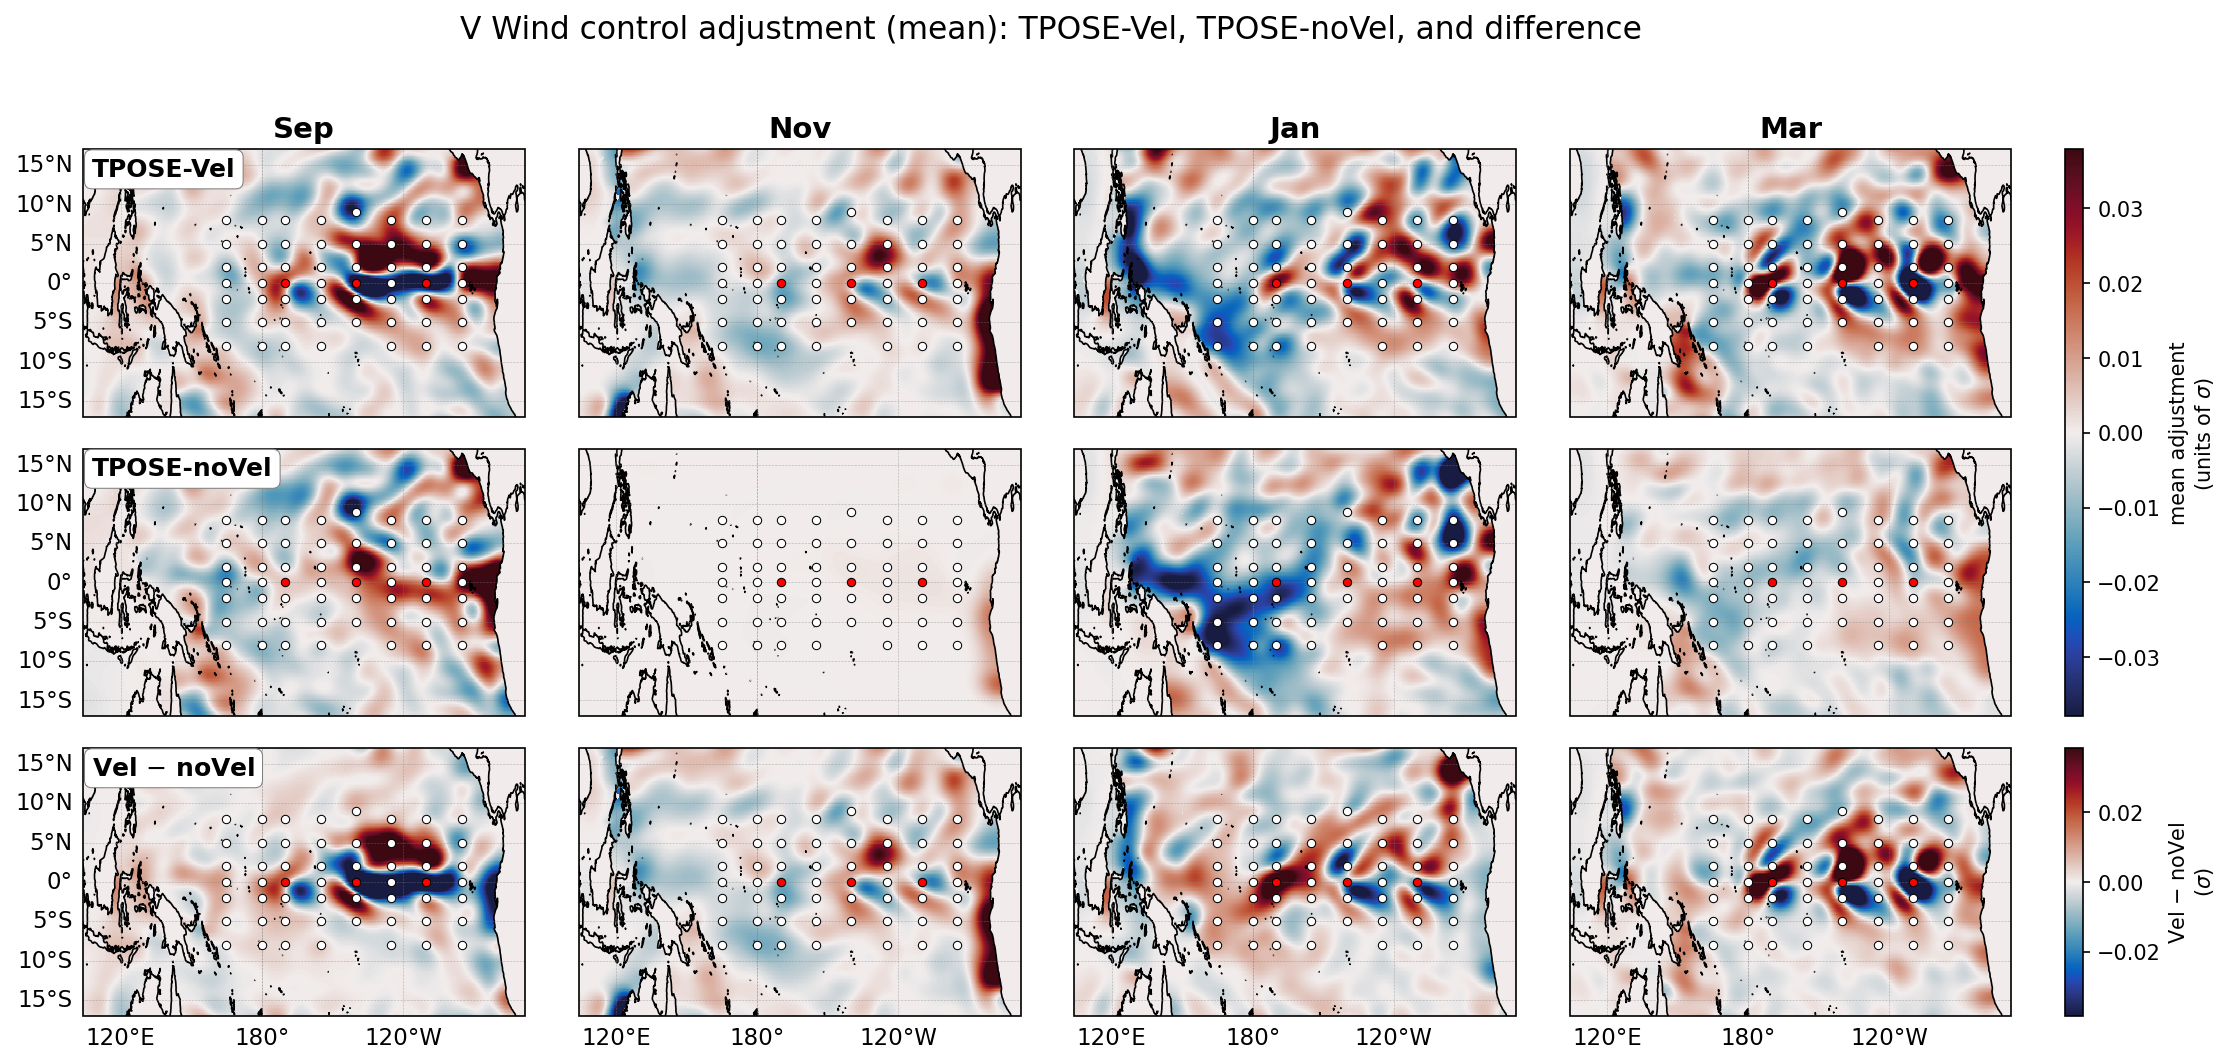 V Wind control adjustment (mean): TPOSE-Vel, TPOSE-noVel, and difference
Sep Nov Jan Mar
TPOSE-Vel
15°N
10°N
5°N
0°
5°S
10°S
15°S
TPOSE-noVel
15°N
10°N
5°N
0°
5°S
10°S
15°S
0.03
0.02
0.01
0.00
−0.01
−0.02
−0.03
mean adjustment
(units of σ)
Vel − noVel
15°N
10°N
5°N
0°
5°S
10°S
15°S
120°E 180° 120°W 120°E 180° 120°W 120°E 180° 120°W 120°E 180° 120°W
0.02
0.00
−0.02
Vel − noVel
(σ)